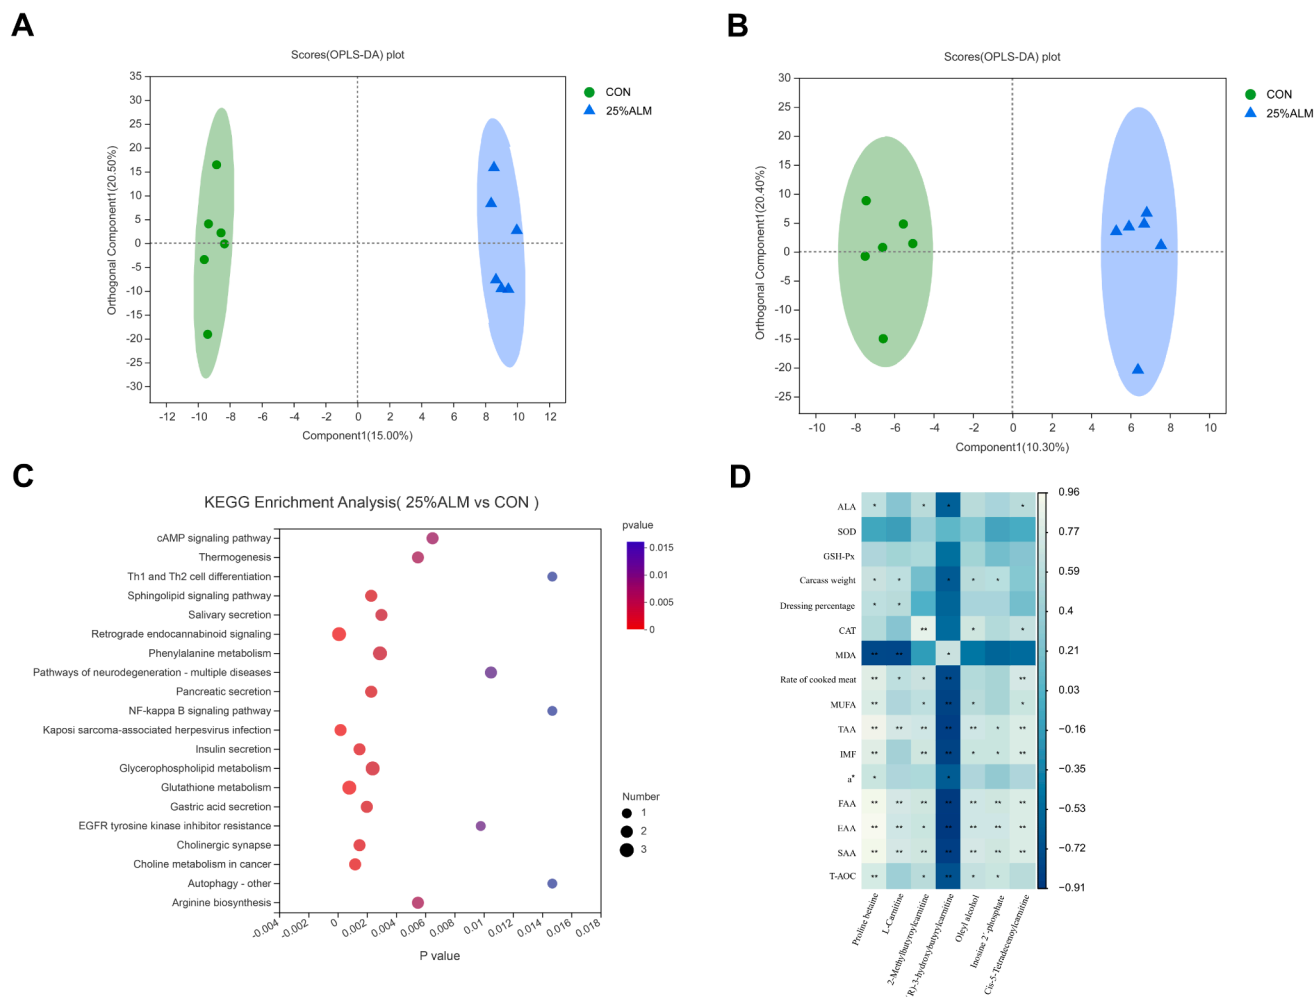 A
Scores(OPLS-DA) plot
CON
25%ALM
Orthogonal Component1(20.50%)
35
30
25
20
15
10
5
0
-5
-10
-15
-20
-25
-30
-12 -10 -8 -6 -4 -2 0 2 4 6 8 10 12
Component1(15.00%)
B
Scores(OPLS-DA) plot
CON
25%ALM
Orthogonal Component1(20.40%)
30
25
20
15
10
5
0
-5
-10
-15
-20
-25
-10 -8 -6 -4 -2 0 2 4 6 8 10
Component1(10.30%)
C
KEGG Enrichment Analysis( 25%ALM vs CON )
cAMP signaling pathway
Thermogenesis
Th1 and Th2 cell differentiation
Sphingolipid signaling pathway
Salivary secretion
Retrograde endocannabinoid signaling
Phenylalanine metabolism
Pathways of neurodegeneration - multiple diseases
Pancreatic secretion
NF-kappa B signaling pathway
Kaposi sarcoma-associated herpesvirus infection
Insulin secretion
Glycerophospholipid metabolism
Glutathione metabolism
Gastric acid secretion
EGFR tyrosine kinase inhibitor resistance
Cholinergic synapse
Choline metabolism in cancer
Autophagy - other
Arginine biosynthesis
-0.004 -0.002 0 0.002 0.004 0.006 0.008 0.01 0.012 0.014 0.016 0.018
P value
pvalue
0.015
0.01
0.005
0
Number
1
2
3
D
ALA * * * *
SOD
GSH-Px
Carcass weight * * * * *
Dressing percentage * *
CAT ** * *
MDA ** ** *
Rate of cooked meat ** * * ** **
MUFA ** * ** * *
TAA ** ** ** ** ** * **
IMF ** ** ** * * **
a* * *
FAA ** ** ** ** ** ** **
EAA ** ** * ** ** ** **
SAA ** ** ** ** ** ** **
T-AOC ** * ** * *
Proline betaine
L-Carnitine
2-Methylbutyroylcarnitine
(R)-3-hydroxybutyrylcarnitine
Oleyl alcohol
Inosine 2'-phosphate
Cis-5-Tetradecenoylcarnitine
0.96
0.77
0.59
0.4
0.21
0.03
−0.16
−0.35
−0.53
−0.72
−0.91